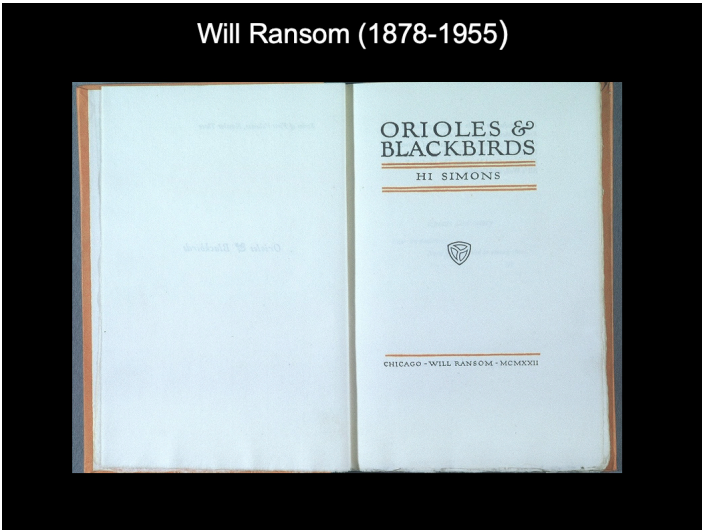 Will Ransom (1878-1955)
ORIOLES &
BLACKBIRDS
HI SIMONS
CHICAGO - WILL RANSOM - MCMXXII